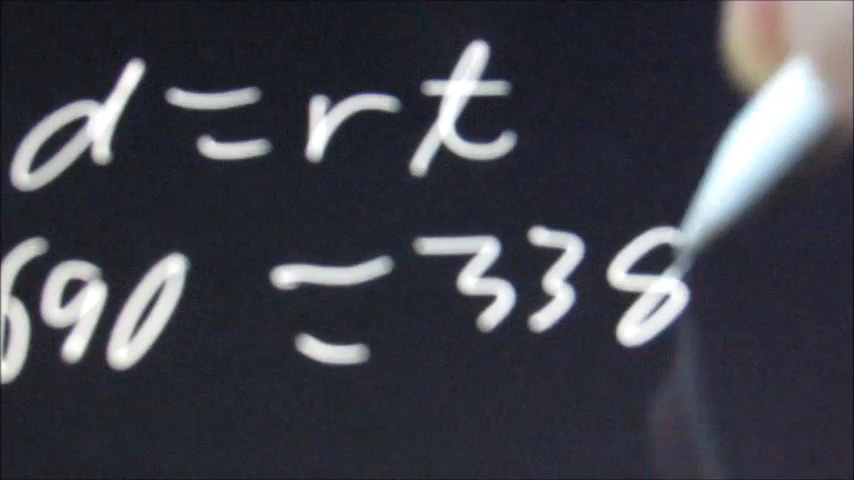 d = rt
690 = 338